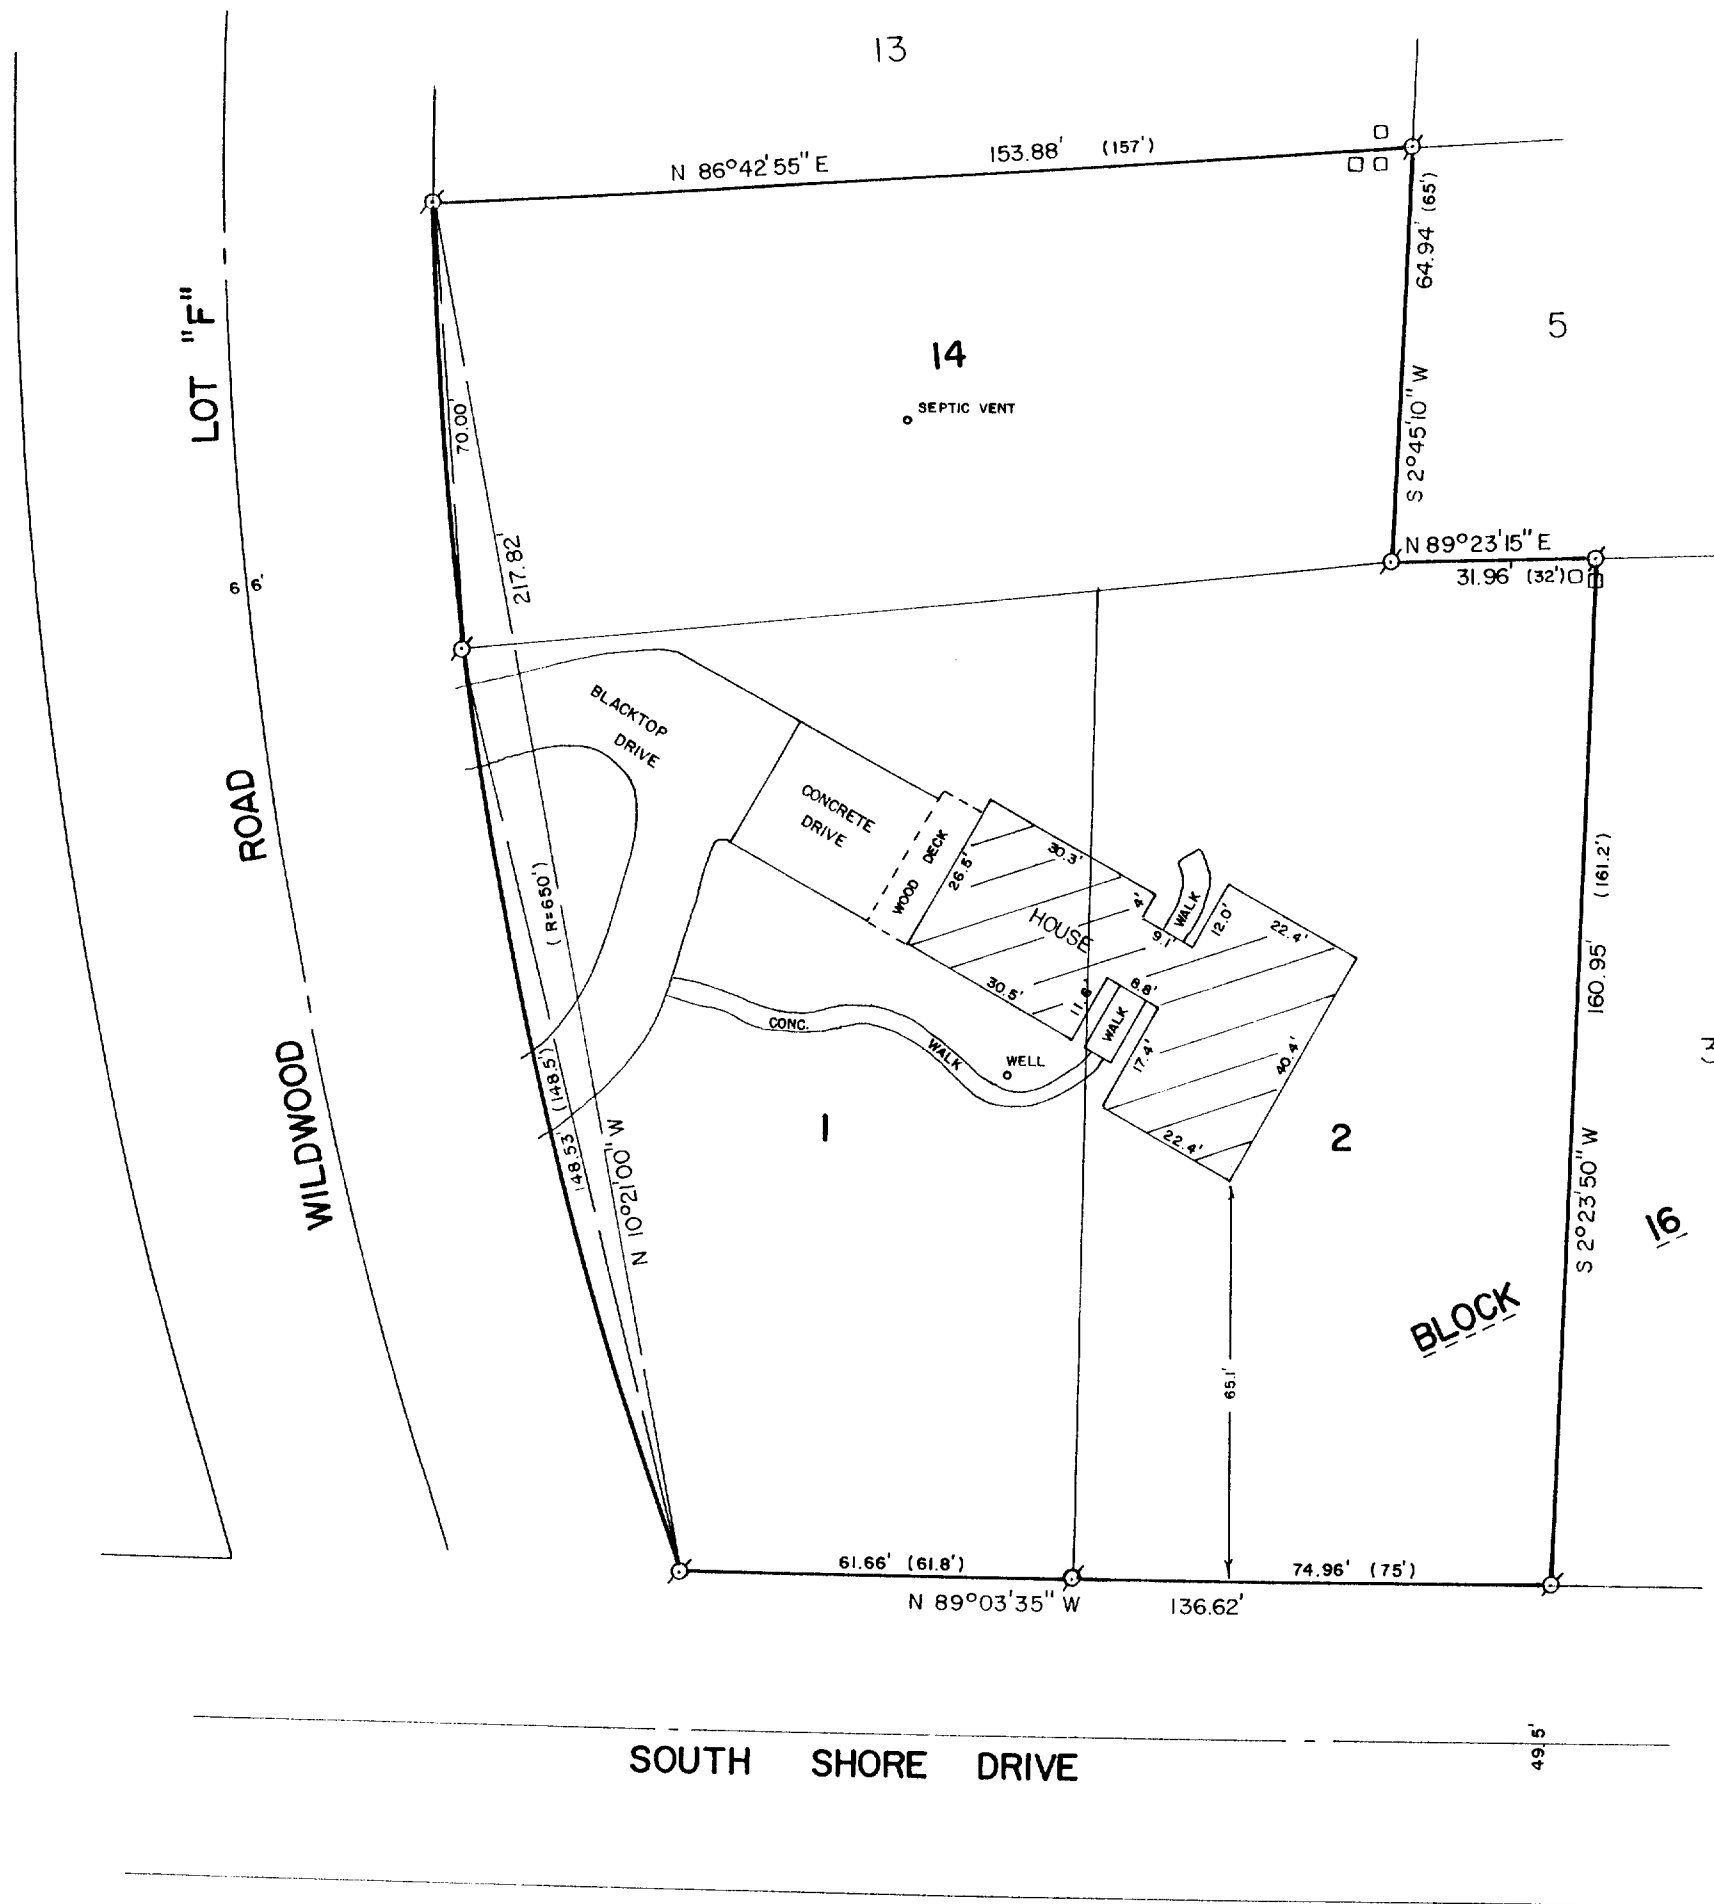 13
N 86°42'55" E
153.88' (157')
64.94' (65')
S 2°45'10" W
5
LOT "F"
14
SEPTIC VENT
70.00'
217.82'
66'
N 89°23'15" E
31.96' (32')
BLACKTOP
DRIVE
CONCRETE
DRIVE
WOOD DECK
26.5'
30.3'
4'
HOUSE
9.1'
WALK
12.0'
22.4'
30.5'
11.6'
8.8'
WALK
17.4'
40.4'
22.4'
CONC.
WALK
WELL
(R=650')
148.53' (148.5')
N 10°21'00" W
WILDWOOD ROAD
1
2
160.95' (161.2')
S 2°23'50" W
BLOCK 16
65.1'
61.66' (61.8')
74.96' (75')
N 89°03'35" W
136.62'
SOUTH SHORE DRIVE
49.5'